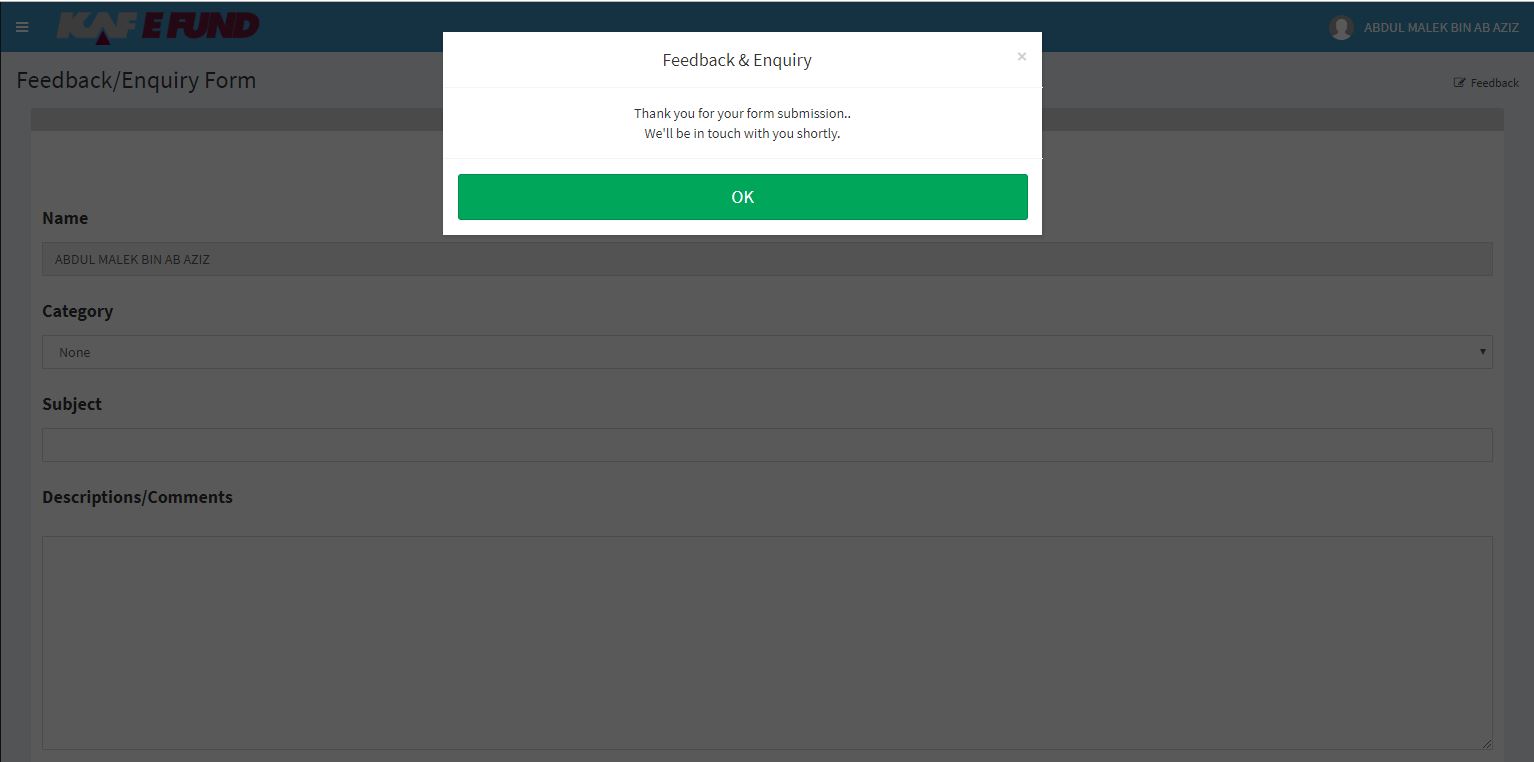 KAF E FUND
ABDUL MALEK BIN AB AZIZ
Feedback/Enquiry Form
Feedback
Feedback & Enquiry
×
Thank you for your form submission..
We'll be in touch with you shortly.
OK
Name
ABDUL MALEK BIN AB AZIZ
Category
None
Subject
Descriptions/Comments